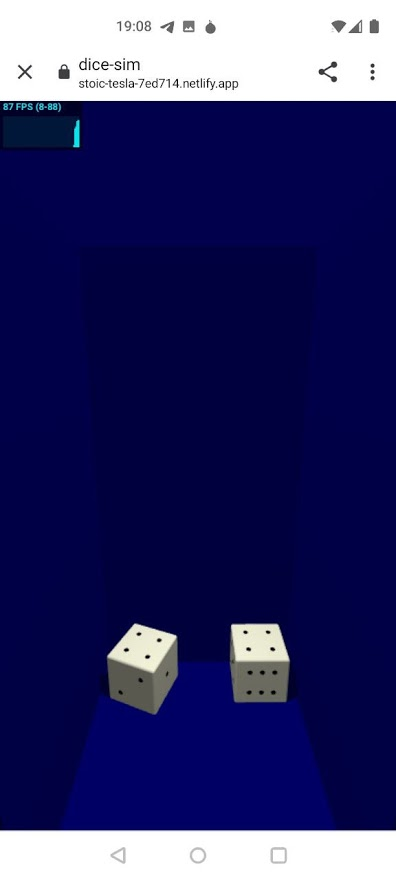 19:08
dice-sim
stoic-tesla-7ed714.netlify.app
87 FPS (8-88)